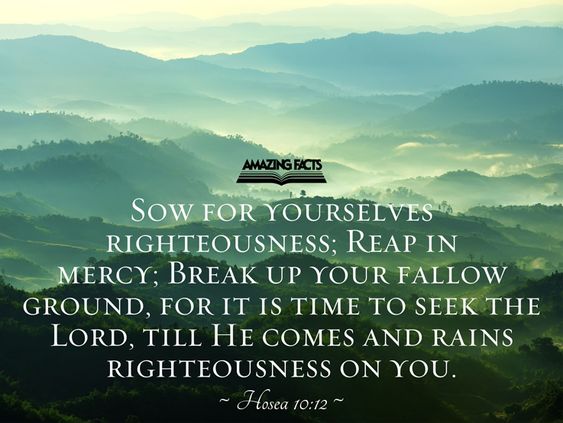 AMAZING FACTS
Sow for yourselves
righteousness; Reap in
mercy; Break up your fallow
ground, for it is time to seek the
Lord, till He comes and rains
righteousness on you.
~ Hosea 10:12 ~